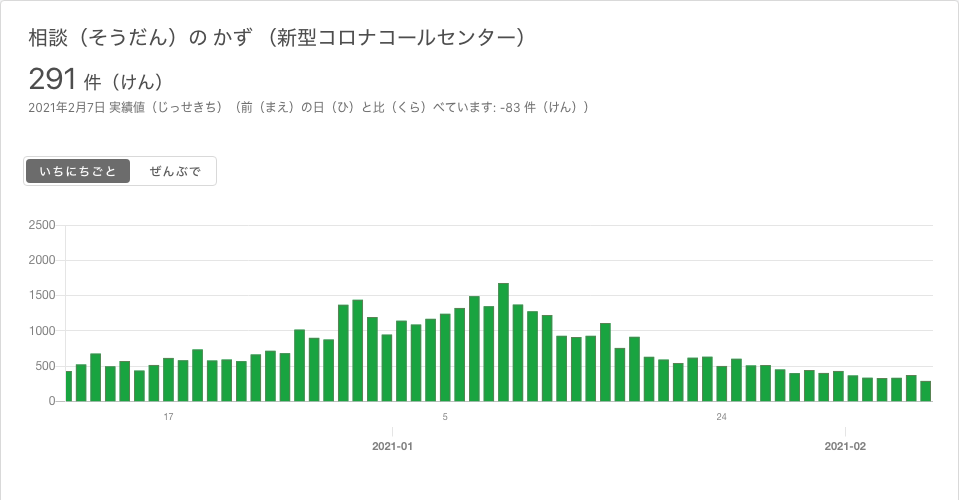 相談（そうだん）の かず （新型コロナコールセンター）
291 件（けん）
2021年2月7日 実績値（じっせきち）（前（まえ）の日（ひ）と比（くら）べています: -83 件（けん））
いちにちごと ぜんぶで
2500
2000
1500
1000
500
0
17 5 24
2021-01 2021-02